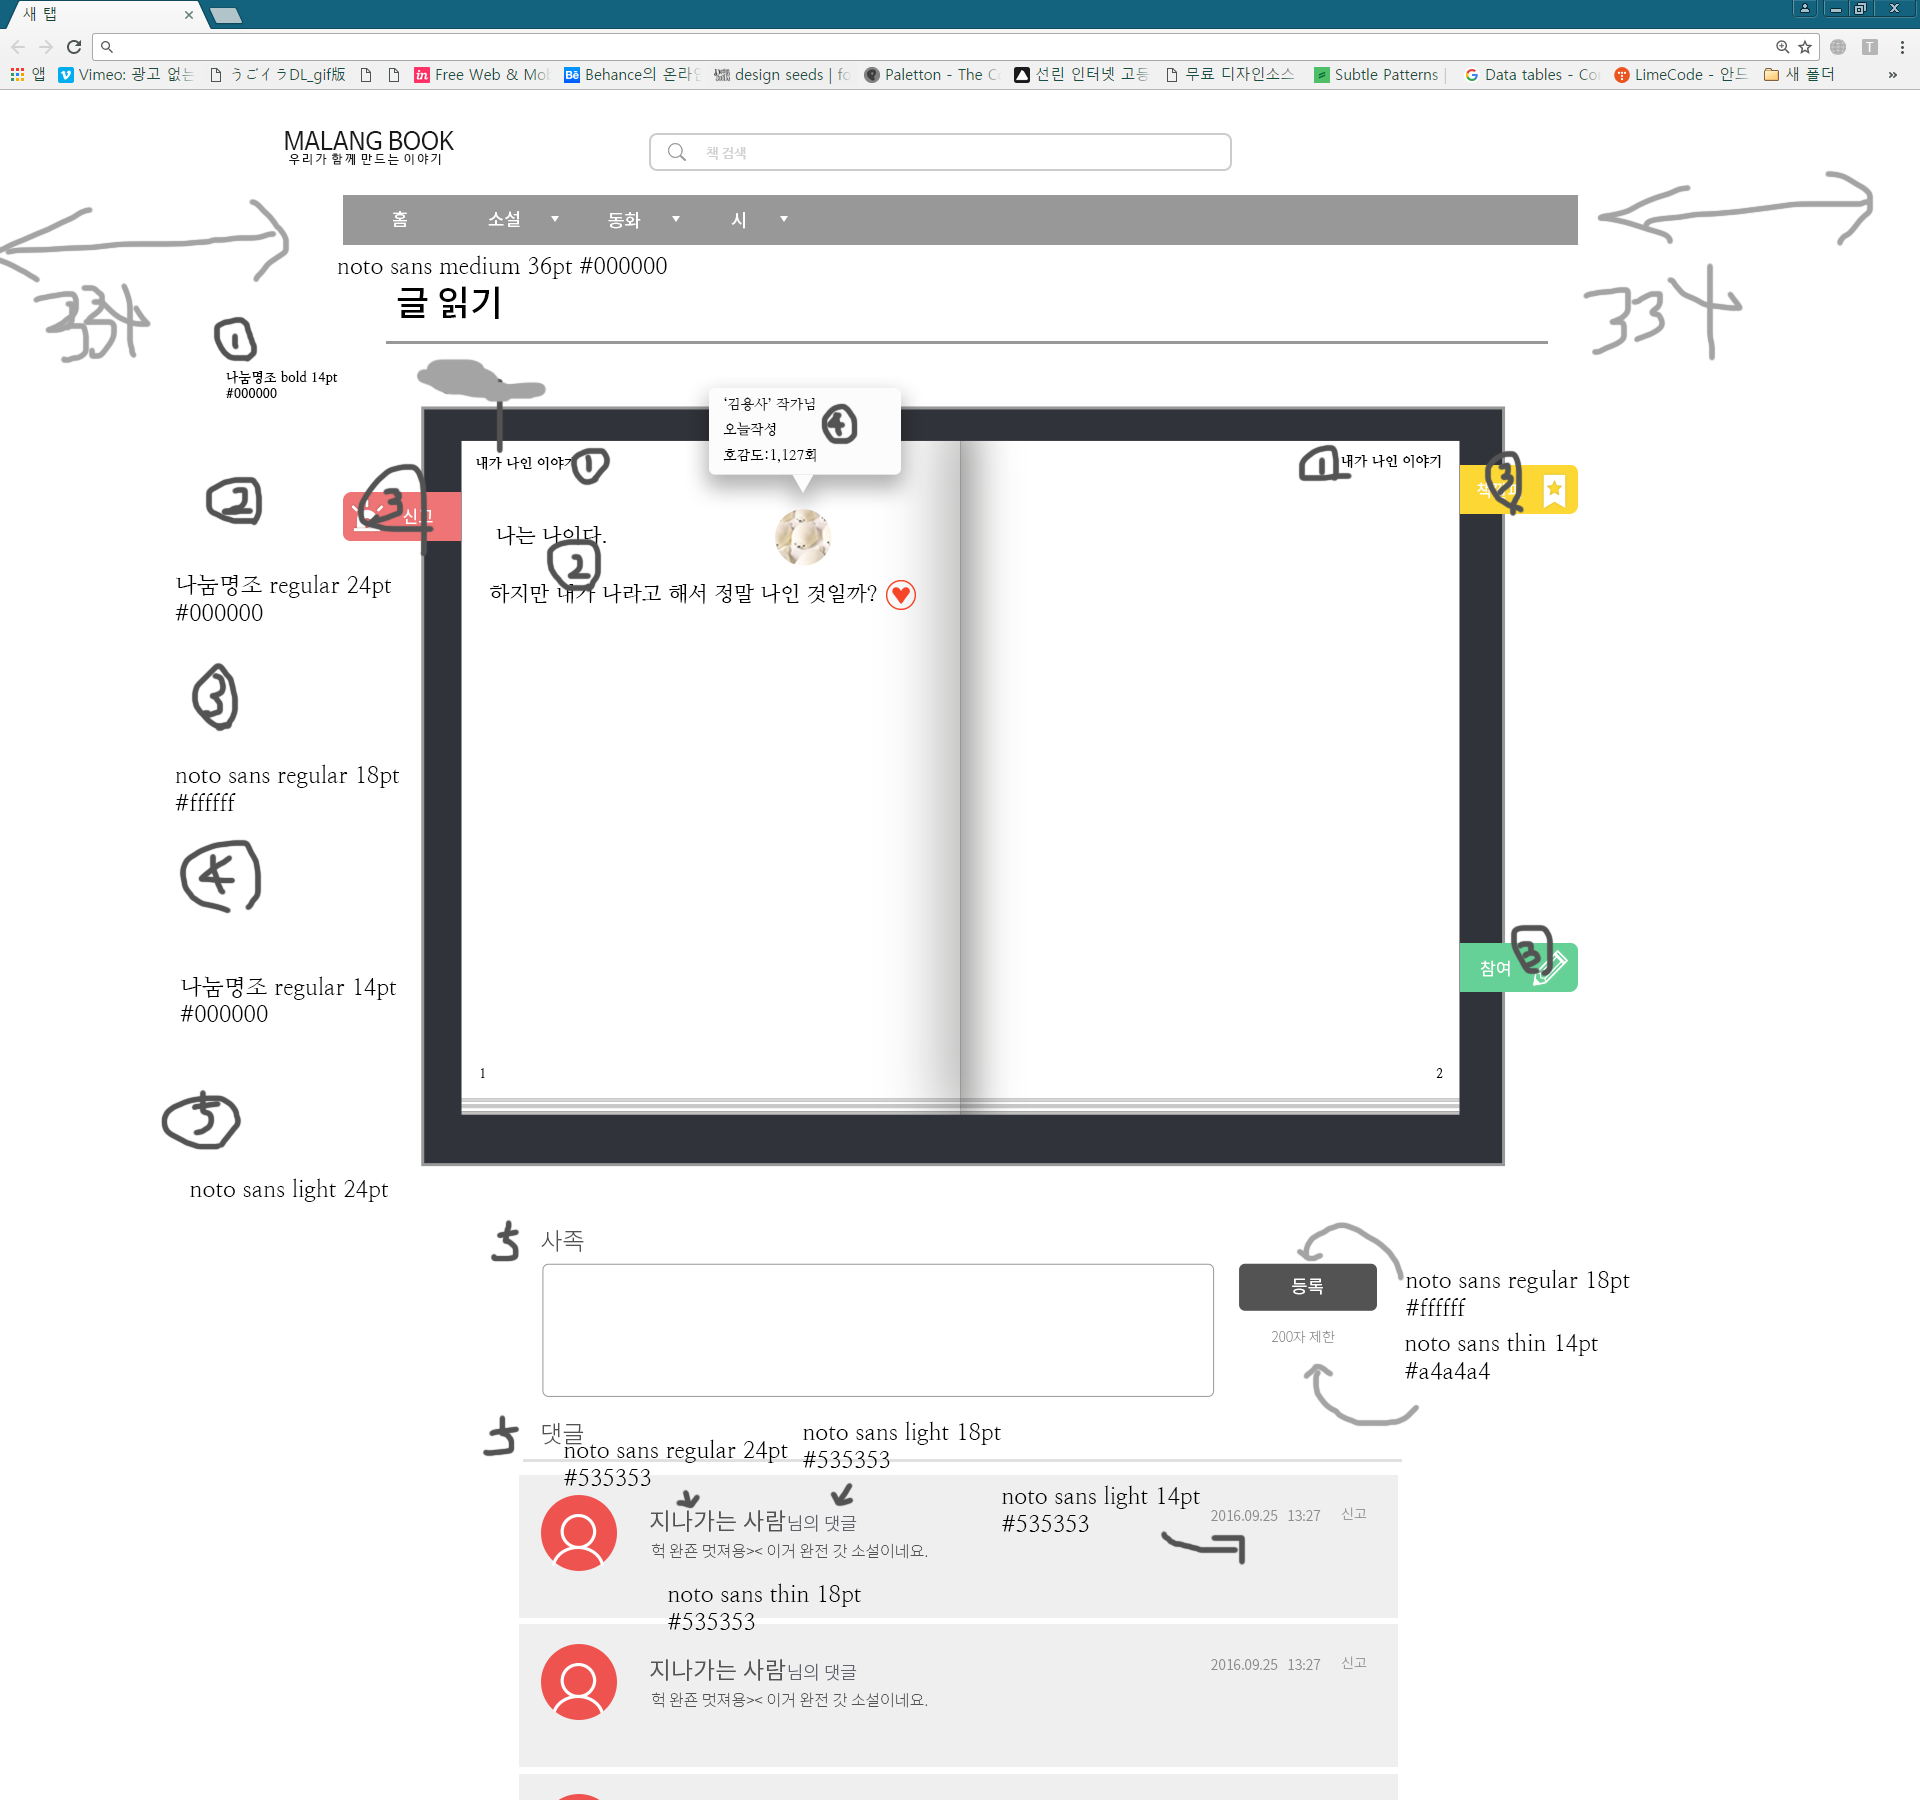 새 탭
앱
Vimeo: 광고 없는
うごイラDL_gif版
Free Web & Mob
Behance의 온라인
design seeds | fo
Paletton - The Co
선린 인터넷 고등
무료 디자인소스
Subtle Patterns |
Data tables - Co
LimeCode - 안드
새 폴더
»
MALANG BOOK
우리가 함께 만드는 이야기
책 검색
홈 소설 동화 시
334
334
noto sans medium 36pt #000000
글 읽기
1
나눔명조 bold 14pt
#000000
'김용사' 작가님
오늘작성
호감도:1,127회
4
내가 나인 이야기
1
1
내가 나인 이야기
3
신고
3
2
나는 나이다.
2
하지만 내가 나라고 해서 정말 나인 것일까?
나눔명조 regular 24pt
#000000
3
noto sans regular 18pt
#ffffff
4
참여
3
나눔명조 regular 14pt
#000000
1
2
5
noto sans light 24pt
5
사족
등록
200자 제한
noto sans regular 18pt
#ffffff
noto sans thin 14pt
#a4a4a4
5
댓글
noto sans regular 24pt
#535353
noto sans light 18pt
#535353
noto sans light 14pt
#535353
지나가는 사람님의 댓글
2016.09.25 13:27 신고
헉 완죤 멋져용>< 이거 완전 갓 소설이네요.
noto sans thin 18pt
#535353
지나가는 사람님의 댓글
2016.09.25 13:27 신고
헉 완죤 멋져용>< 이거 완전 갓 소설이네요.